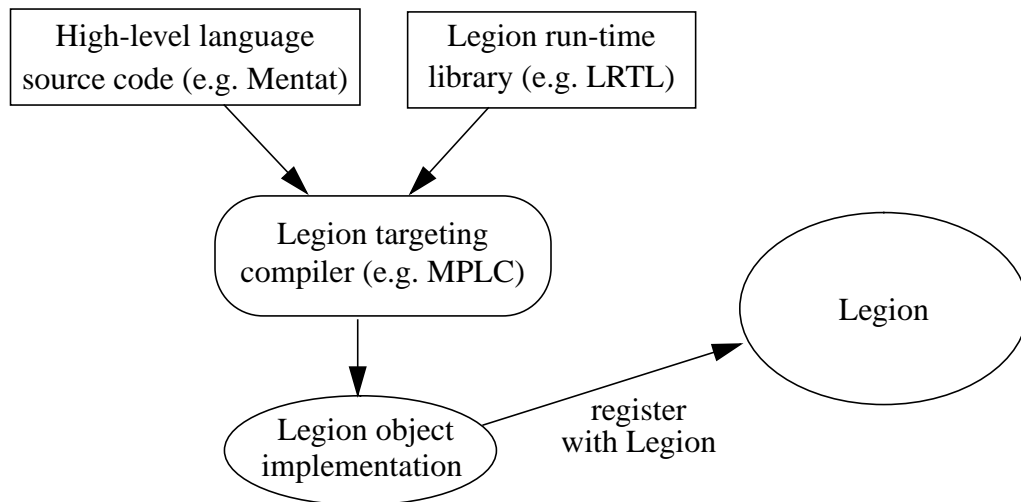 High-level language
source code (e.g. Mentat)
Legion run-time
library (e.g. LRTL)
Legion targeting
compiler (e.g. MPLC)
Legion
Legion object
implementation
register
with Legion